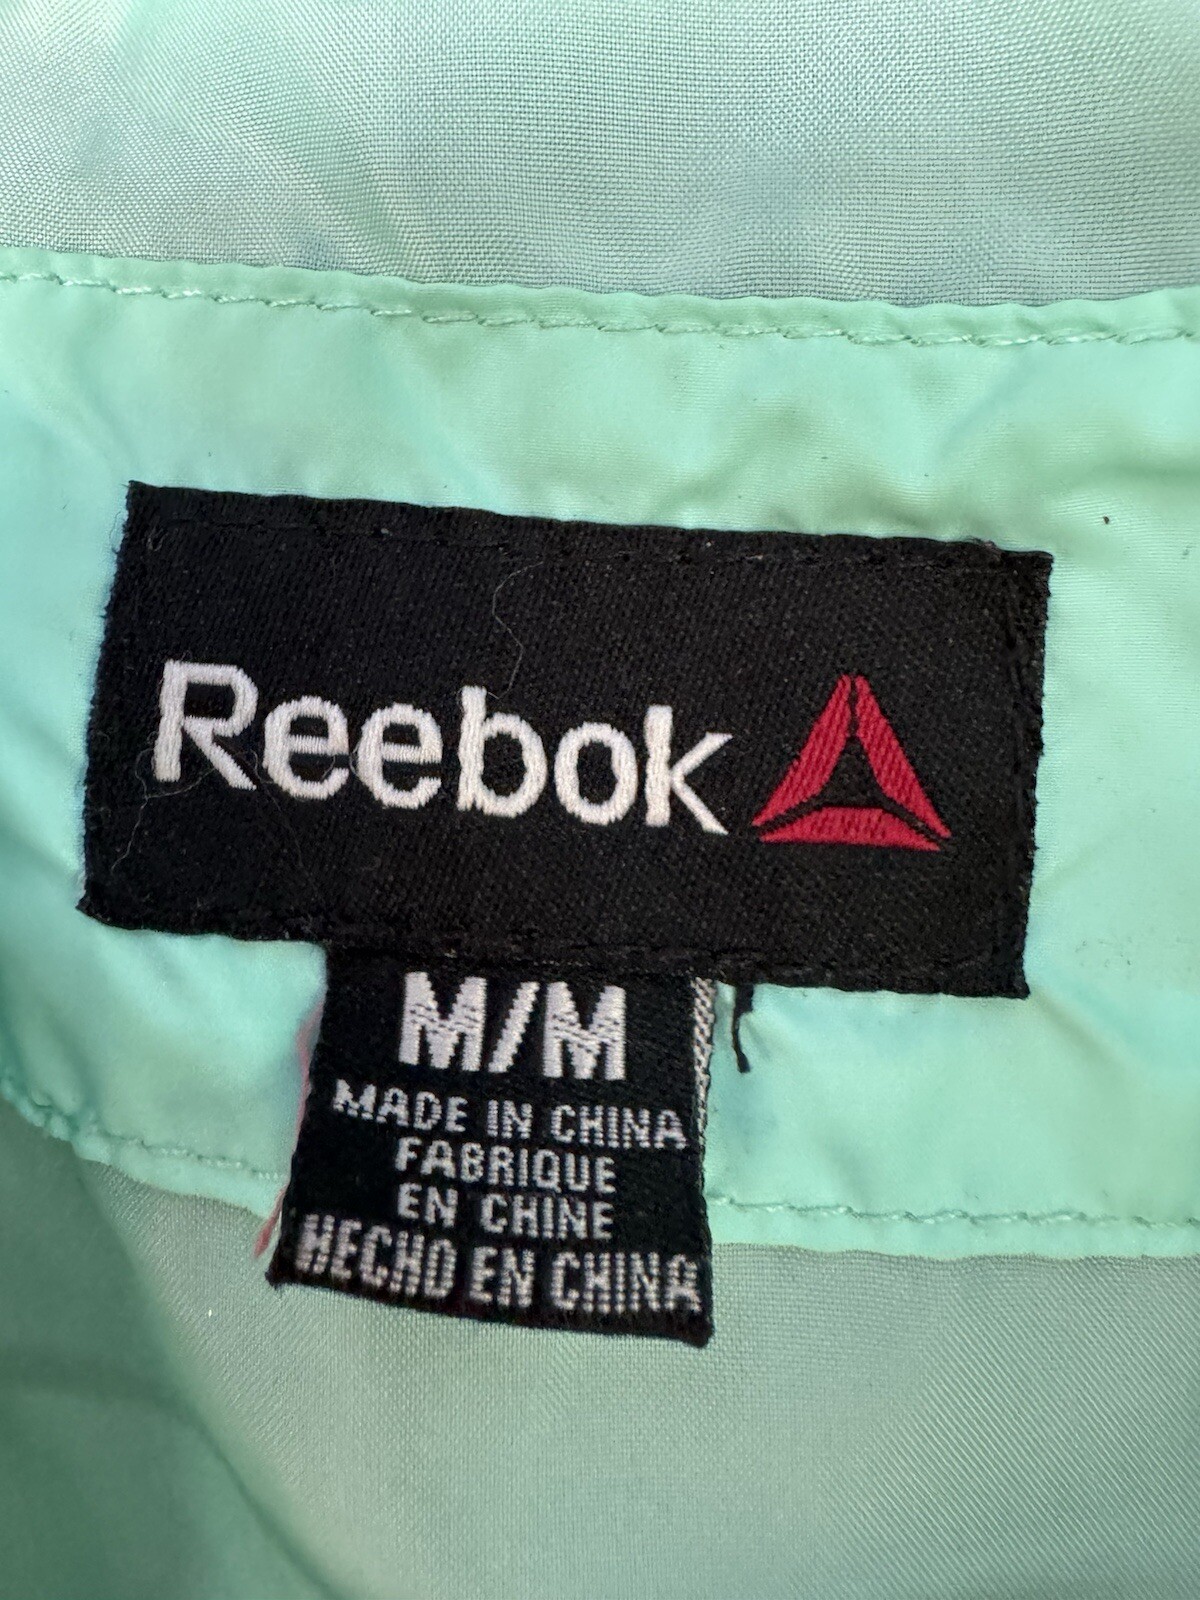 Reebok
M/M
MADE IN CHINA
FABRIQUE
EN CHINE
HECHO EN CHINA